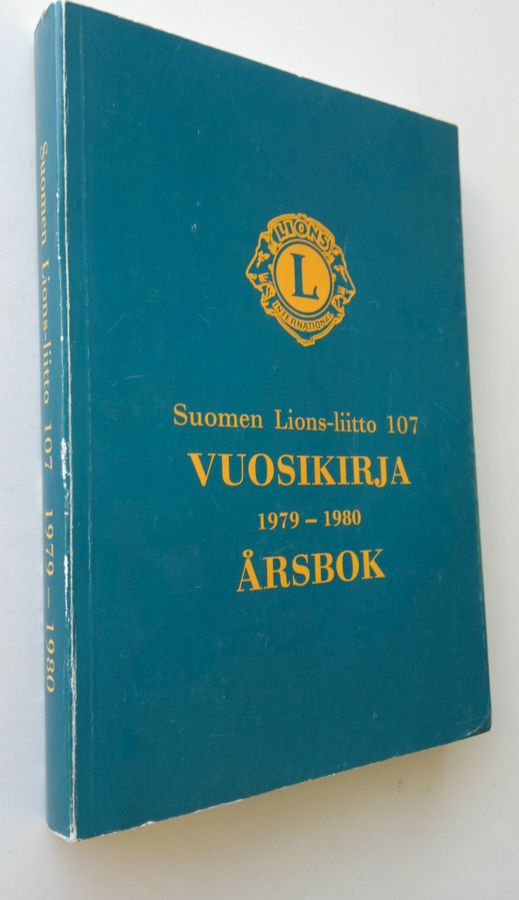 Suomen Lions-liitto 107 1979 – 1980
LIONS
L
INTERNATIONAL
Suomen Lions-liitto 107
VUOSIKIRJA
1979 – 1980
ÅRSBOK